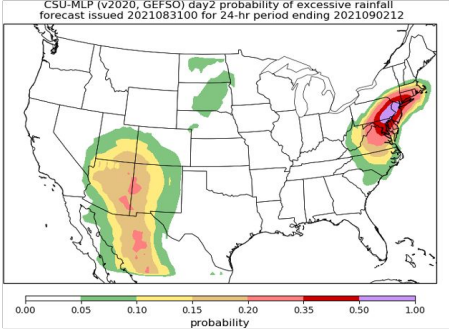 CSU-MLP (v2020, GEFSO) day2 probability of excessive rainfall
forecast issued 2021083100 for 24-hr period ending 2021090212
0.00 0.05 0.10 0.15 0.20 0.35 0.50 1.00
probability